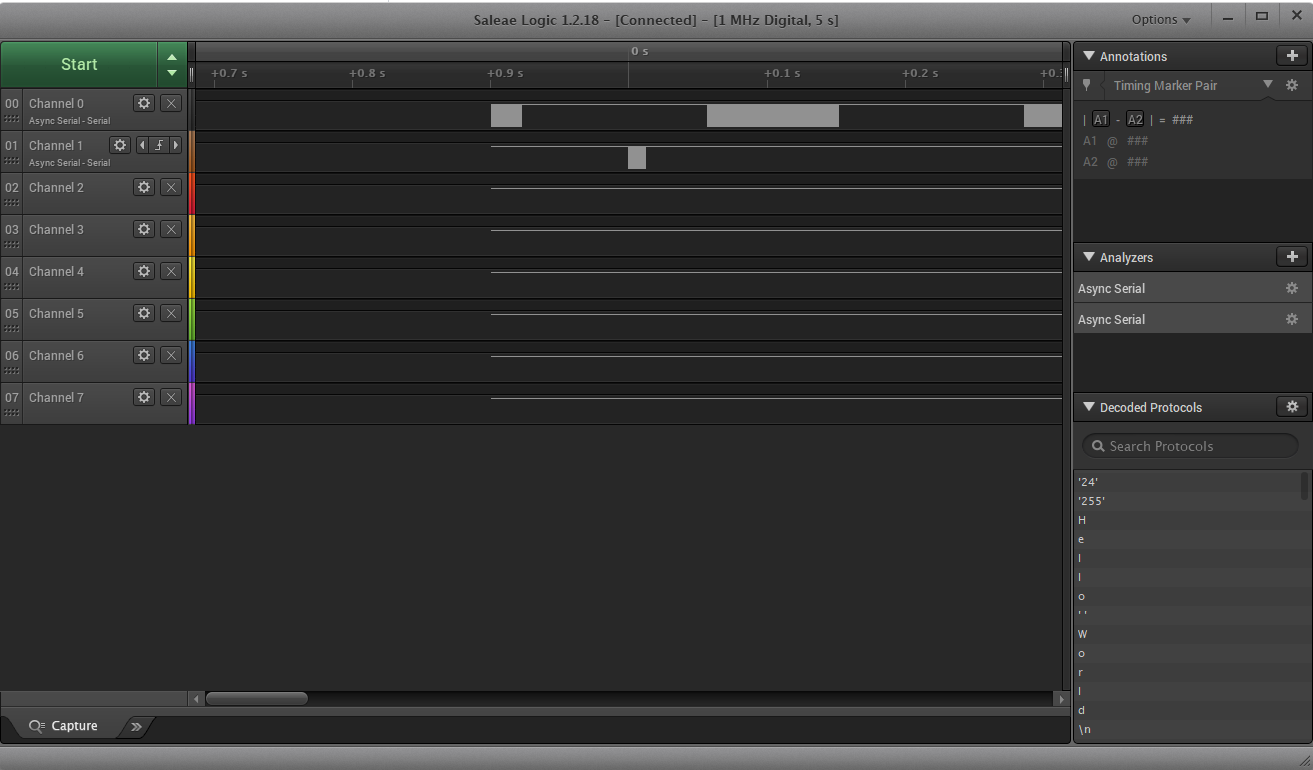 Saleae Logic 1.2.18 - [Connected] - [1 MHz Digital, 5 s]
Options
Start
0 s
+0.7 s +0.8 s +0.9 s +0.1 s +0.2 s +0.3
00 Channel 0
Async Serial - Serial
01 Channel 1
Async Serial - Serial
02 Channel 2
03 Channel 3
04 Channel 4
05 Channel 5
06 Channel 6
07 Channel 7
Capture
Annotations
Timing Marker Pair
| A1 - A2 | = ###
A1 @ ###
A2 @ ###
Analyzers
Async Serial
Async Serial
Decoded Protocols
Search Protocols
'24'
'255'
H
e
l
l
o
' '
W
o
r
l
d
\n